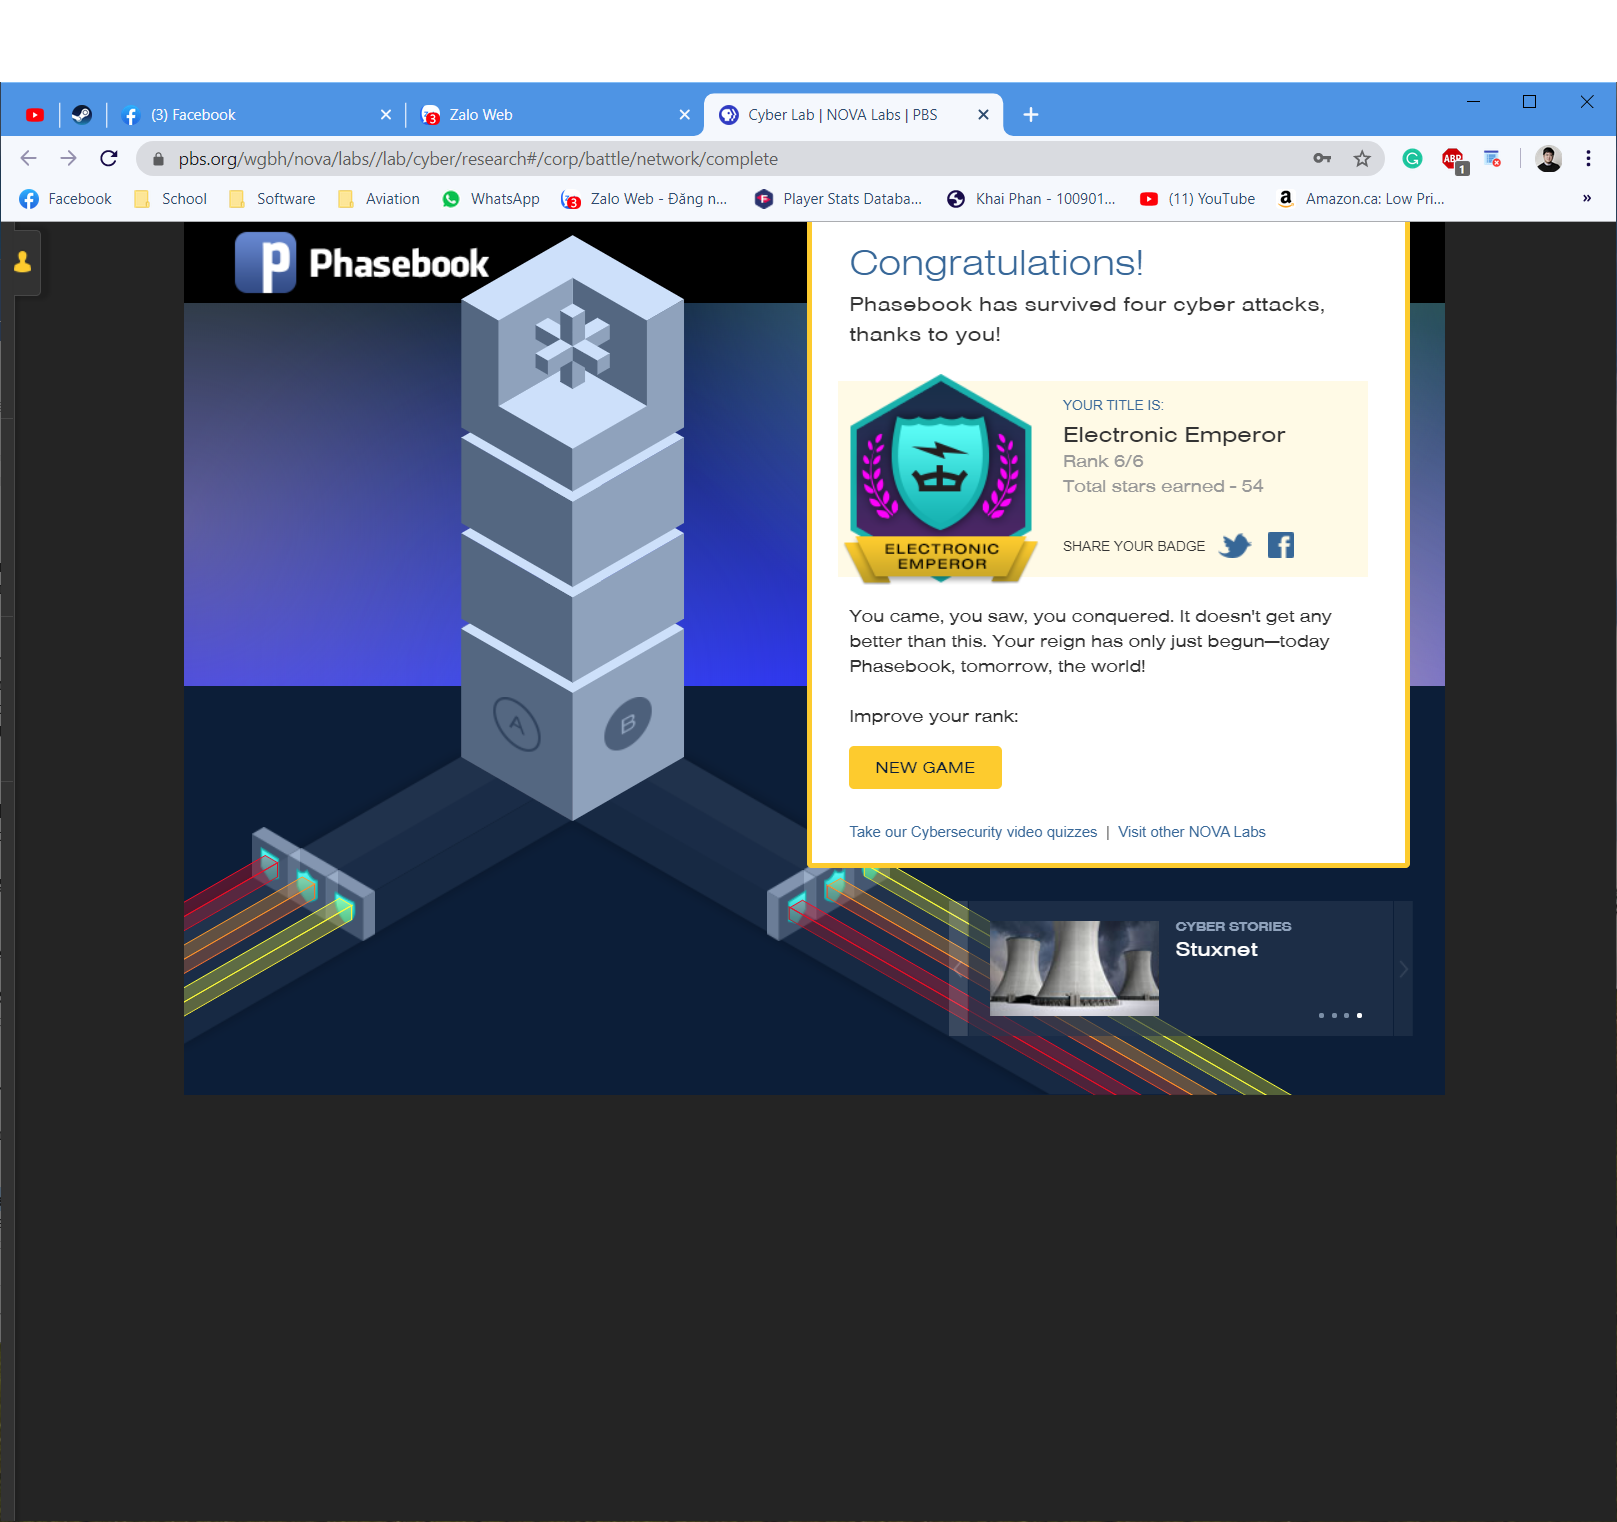 (3) Facebook
Zalo Web
Cyber Lab | NOVA Labs | PBS
pbs.org/wgbh/nova/labs//lab/cyber/research#/corp/battle/network/complete
ABP
1
Facebook
School
Software
Aviation
WhatsApp
3
Zalo Web - Đăng n...
Player Stats Databa...
Khai Phan - 100901...
(11) YouTube
Amazon.ca: Low Pri...
»
p Phasebook
Congratulations!
Phasebook has survived four cyber attacks,
thanks to you!
YOUR TITLE IS:
Electronic Emperor
Rank 6/6
Total stars earned - 54
SHARE YOUR BADGE
ELECTRONIC
EMPEROR
You came, you saw, you conquered. It doesn't get any
better than this. Your reign has only just begun—today
Phasebook, tomorrow, the world!
A
B
Improve your rank:
NEW GAME
Take our Cybersecurity video quizzes | Visit other NOVA Labs
CYBER STORIES
Stuxnet